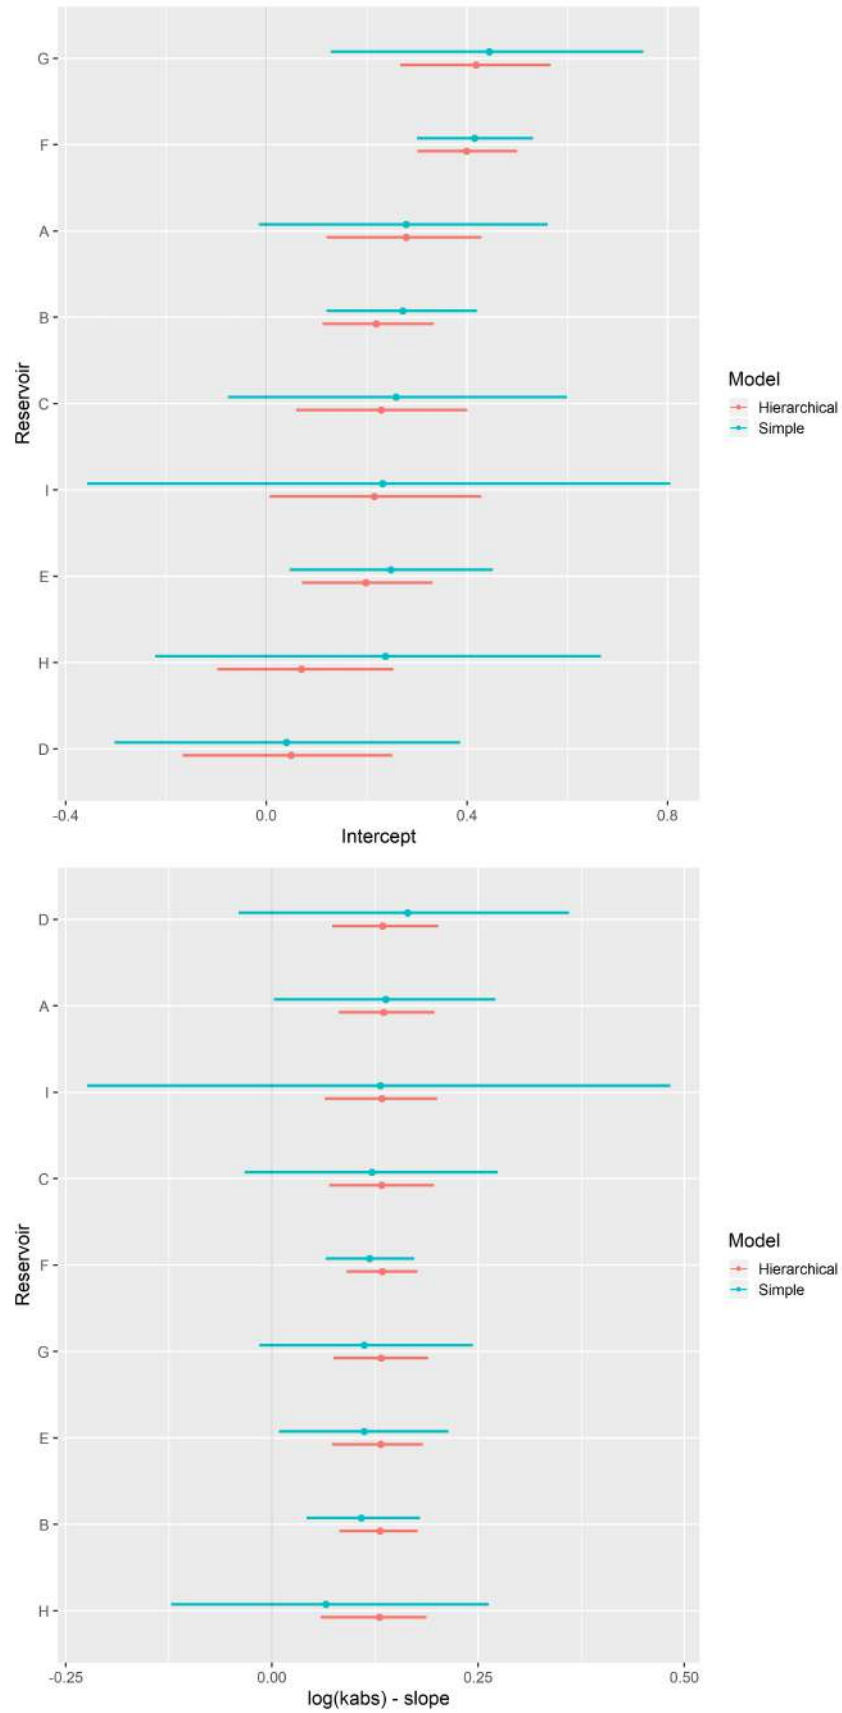 G
F
A
B
C
I
E
H
D
Reservoir
-0.4 0.0 0.4 0.8
Intercept
Model
Hierarchical
Simple
D
A
I
C
F
G
E
B
H
Reservoir
-0.25 0.00 0.25 0.50
log(kabs) - slope
Model
Hierarchical
Simple